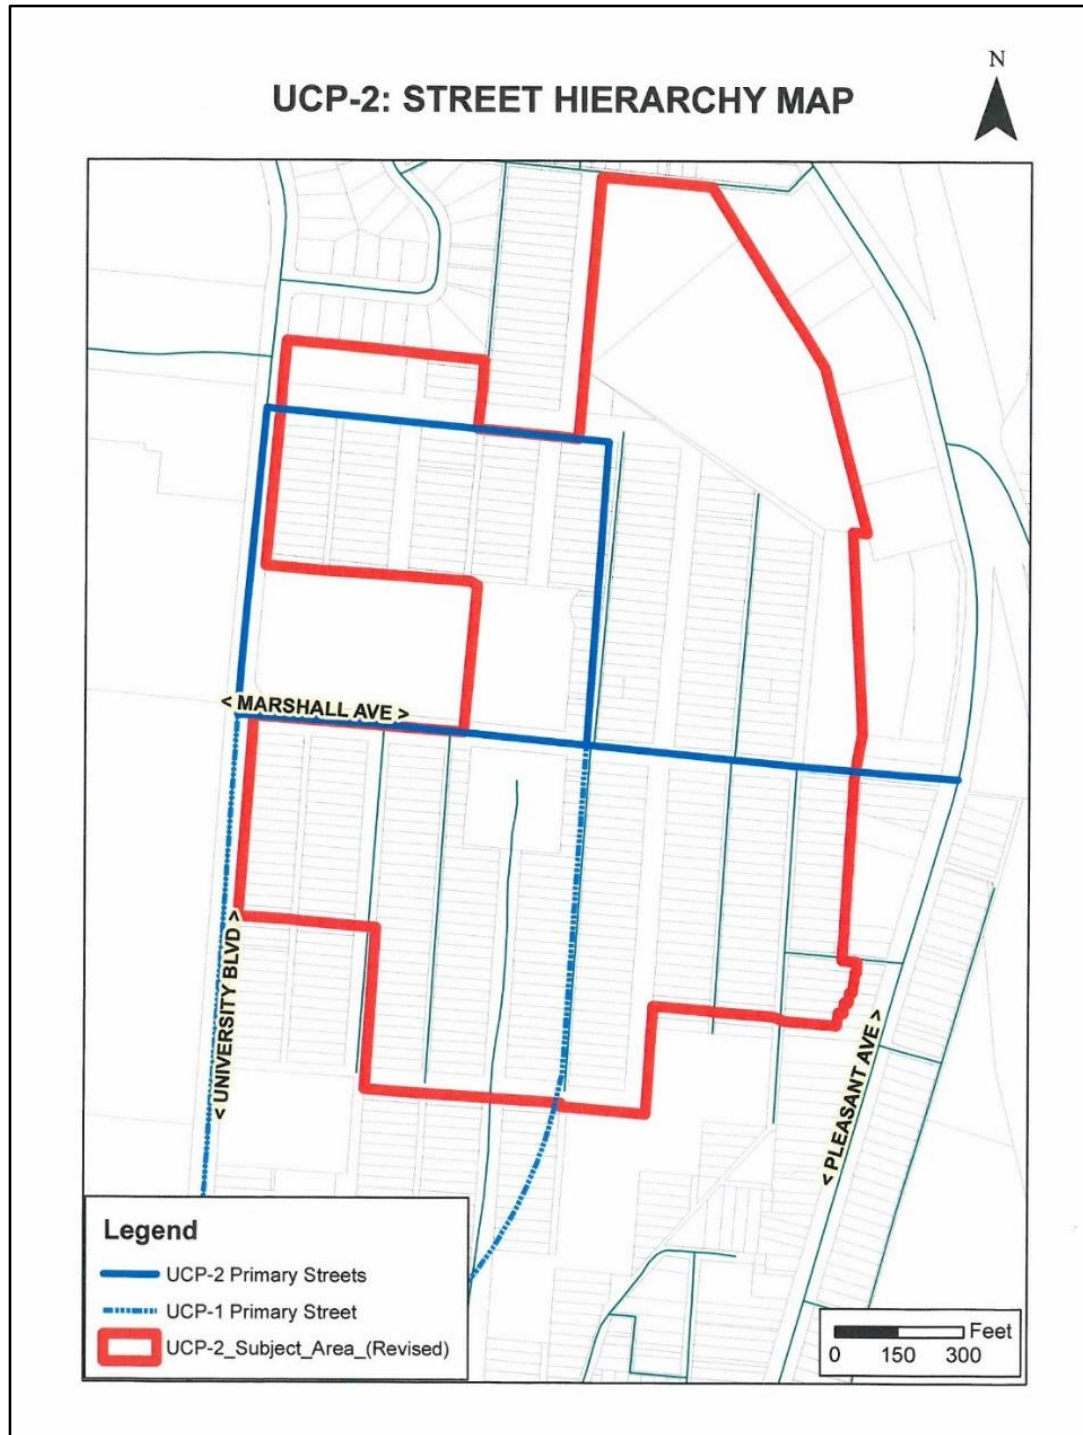 N
UCP-2: STREET HIERARCHY MAP
< MARSHALL AVE >
< UNIVERSITY BLVD >
< PLEASANT AVE >
Legend
UCP-2 Primary Streets
UCP-1 Primary Street
UCP-2_Subject_Area_(Revised)
Feet
0 150 300